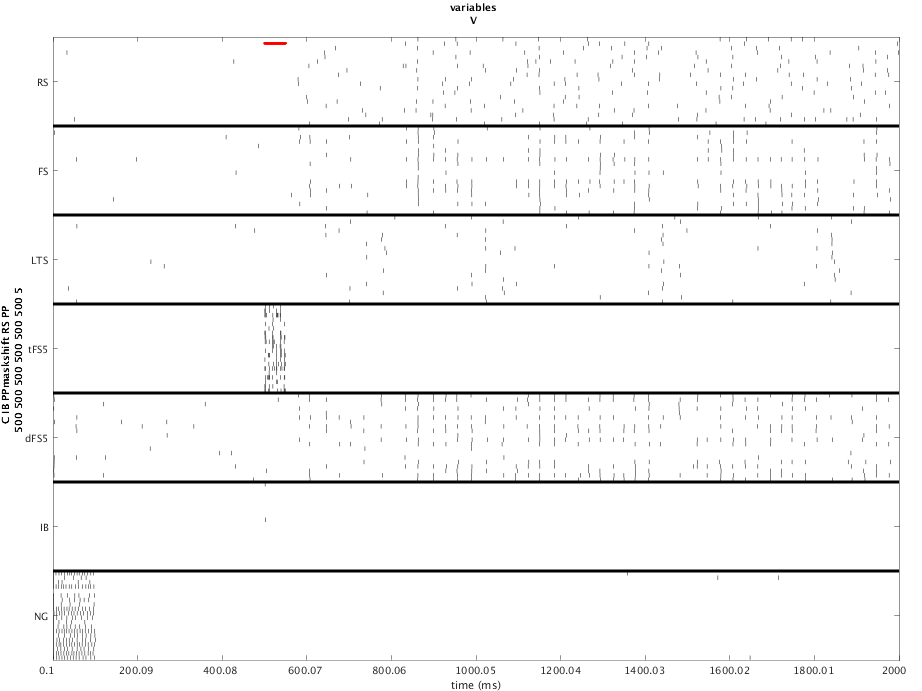 variables
V
C IB PPmaskshift RS PP
500 500 500 500 500 500 5
RS
FS
LTS
tFS5
dFS5
IB
NG
0.1 200.09 400.08 600.07 800.06 1000.05 1200.04 1400.03 1600.02 1800.01 2000
time (ms)